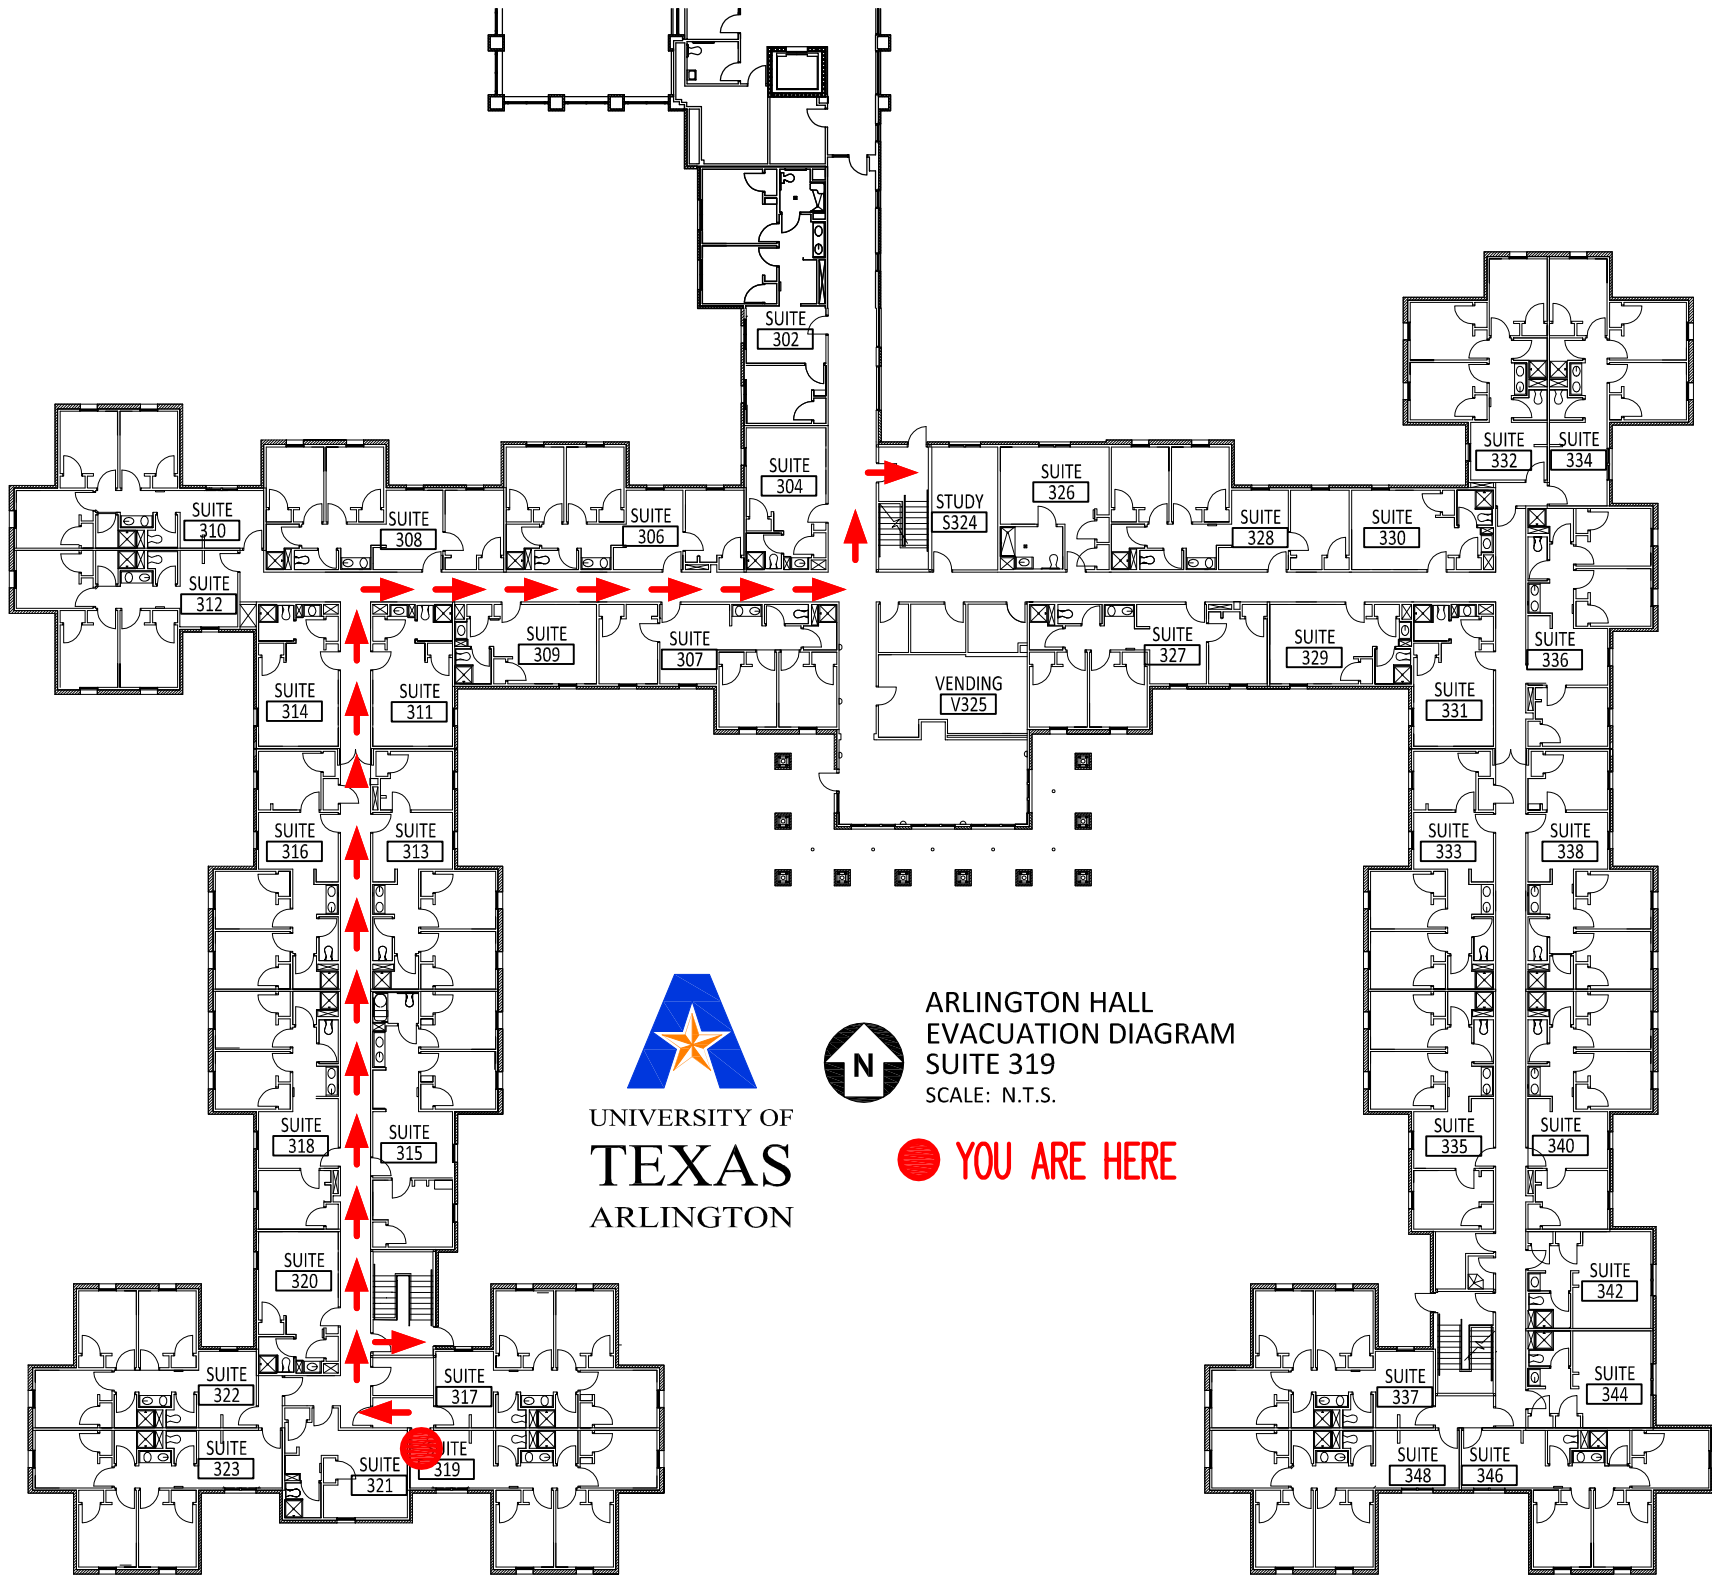 SUITE
302
SUITE
304
SUITE
310
SUITE
308
SUITE
306
STUDY
S324
SUITE
326
SUITE
328
SUITE
330
SUITE
332
SUITE
334
SUITE
312
SUITE
309
SUITE
307
SUITE
327
SUITE
329
SUITE
336
SUITE
314
SUITE
311
VENDING
V325
SUITE
331
SUITE
316
SUITE
313
SUITE
333
SUITE
338
ARLINGTON HALL
EVACUATION DIAGRAM
SUITE 319
SCALE: N.T.S.
N
UNIVERSITY OF
TEXAS
ARLINGTON
YOU ARE HERE
SUITE
318
SUITE
315
SUITE
335
SUITE
340
SUITE
320
SUITE
342
SUITE
322
SUITE
317
SUITE
337
SUITE
344
SUITE
323
SUITE
321
SUITE
319
SUITE
348
SUITE
346